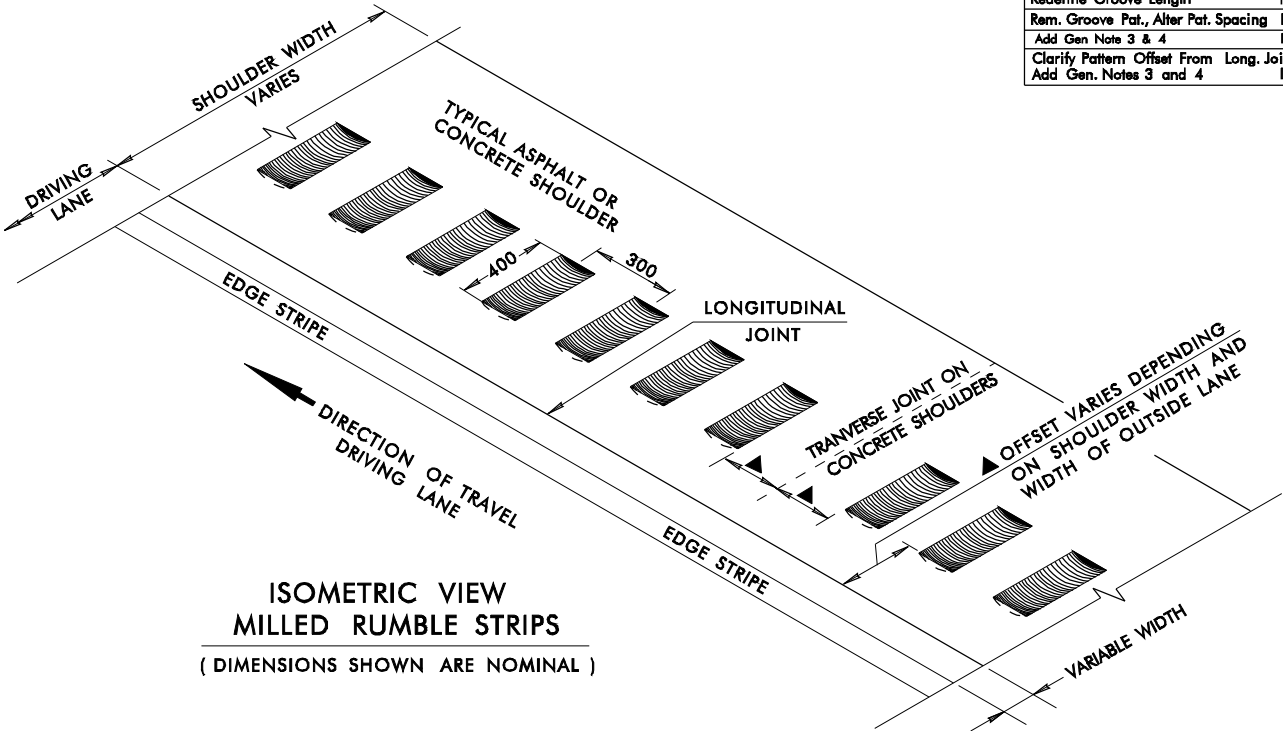 Redefine Groove Length
Rem. Groove Pat., Alter Pat. Spacing
Add Gen Note 3 & 4
Clarify Pattern Offset From Long. Joi
Add Gen. Notes 3 and 4
SHOULDER WIDTH
VARIES
DRIVING
LANE
TYPICAL ASPHALT OR
CONCRETE SHOULDER
400
300
EDGE STRIPE
LONGITUDINAL
JOINT
TRANVERSE JOINT ON
CONCRETE SHOULDERS
OFFSET VARIES DEPENDING
ON SHOULDER WIDTH AND
WIDTH OF OUTSIDE LANE
DIRECTION OF TRAVEL
DRIVING LANE
EDGE STRIPE
ISOMETRIC VIEW
MILLED RUMBLE STRIPS
( DIMENSIONS SHOWN ARE NOMINAL )
VARIABLE WIDTH